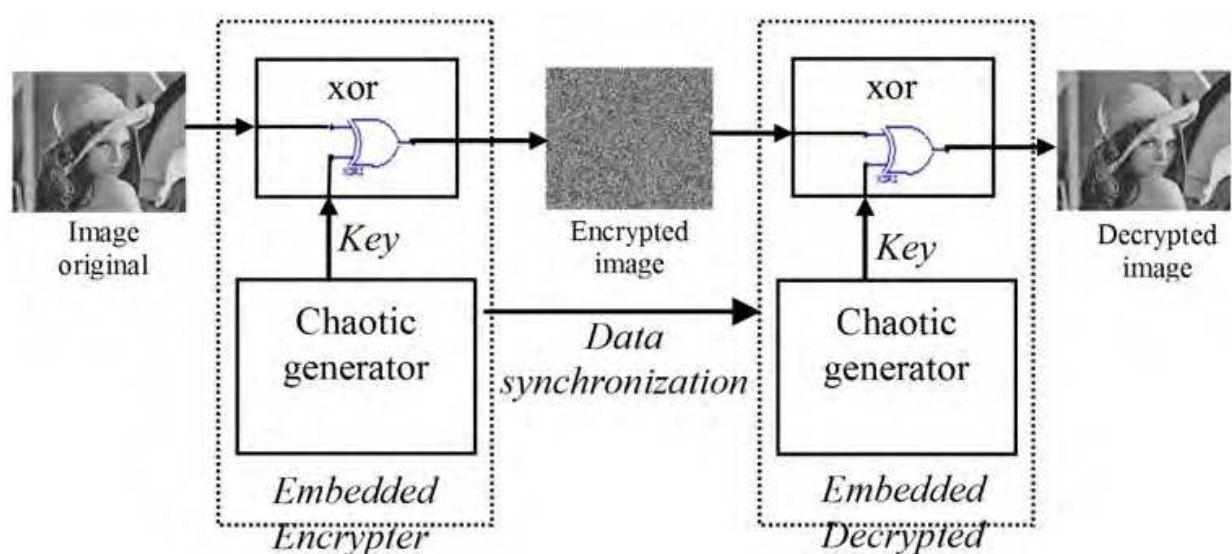 Image
original
xor
Key
Chaotic
generator
Embedded
Encrypter
Encrypted
image
Data
synchronization
xor
Key
Chaotic
generator
Embedded
Decrypted
Decrypted
image